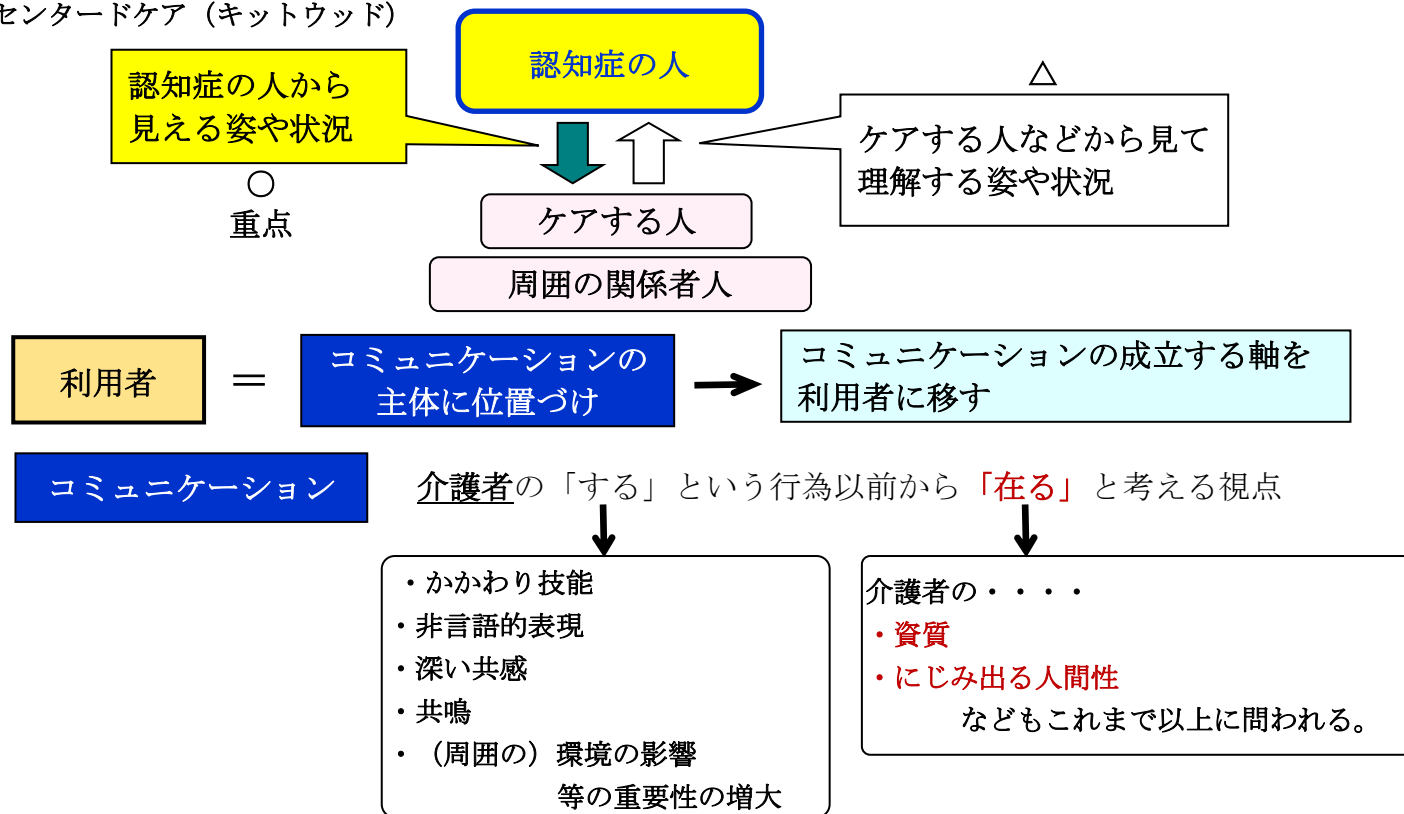 センタードケア（キットウッド）
認知症の人
認知症の人から
見える姿や状況
○
重点
△
ケアする人などから見て
理解する姿や状況
ケアする人
周囲の関係者人
利用者
＝
コミュニケーションの
主体に位置づけ
コミュニケーションの成立する軸を
利用者に移す
コミュニケーション
介護者の「する」という行為以前から「在る」と考える視点
・かかわり技能
・非言語的表現
・深い共感
・共鳴
・（周囲の）環境の影響
等の重要性の増大
介護者の・・・・
・資質
・にじみ出る人間性
などもこれまで以上に問われる。